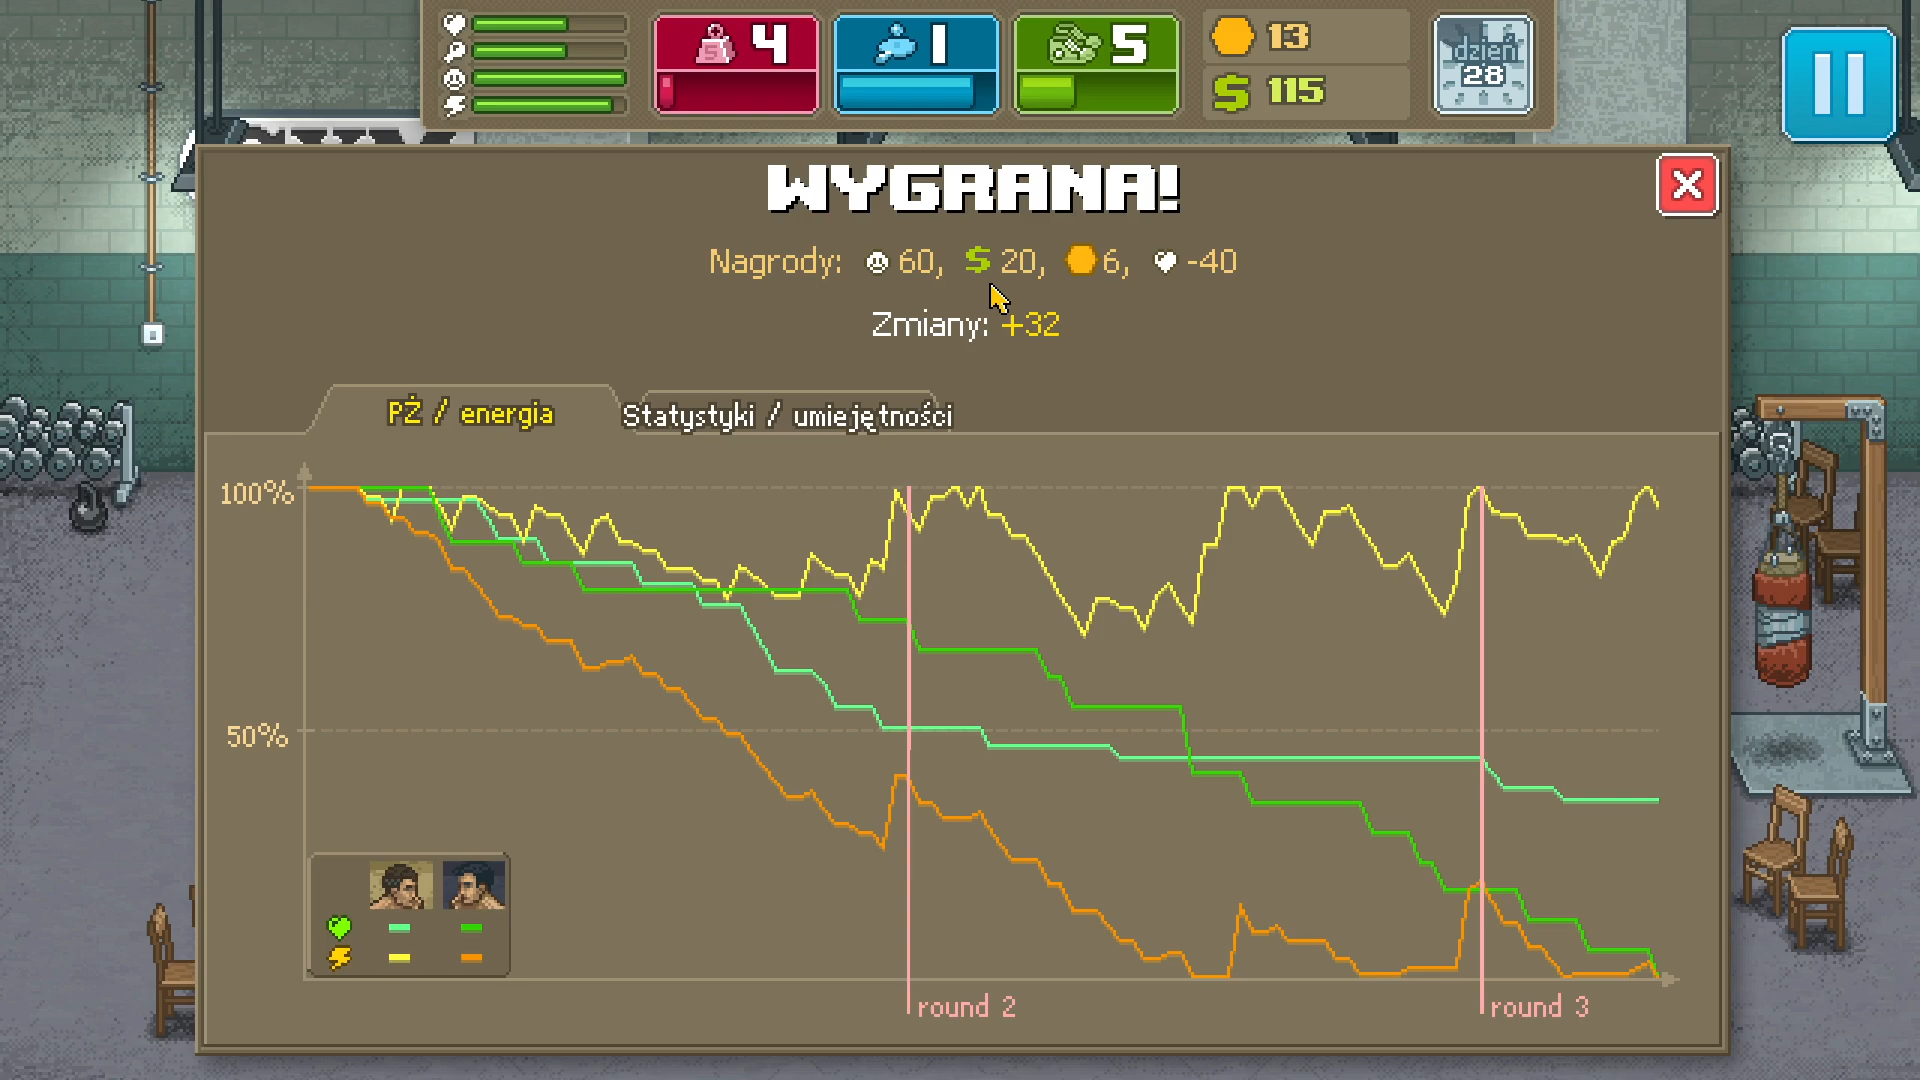 4
1
5
13
$ 115
dzień
28
WYGRANA!
Nagrody: 60, $ 20, 6, -40
Zmiany: +32
PŻ / energia
Statystyki / umiejętności
100%
50%
round 2
round 3